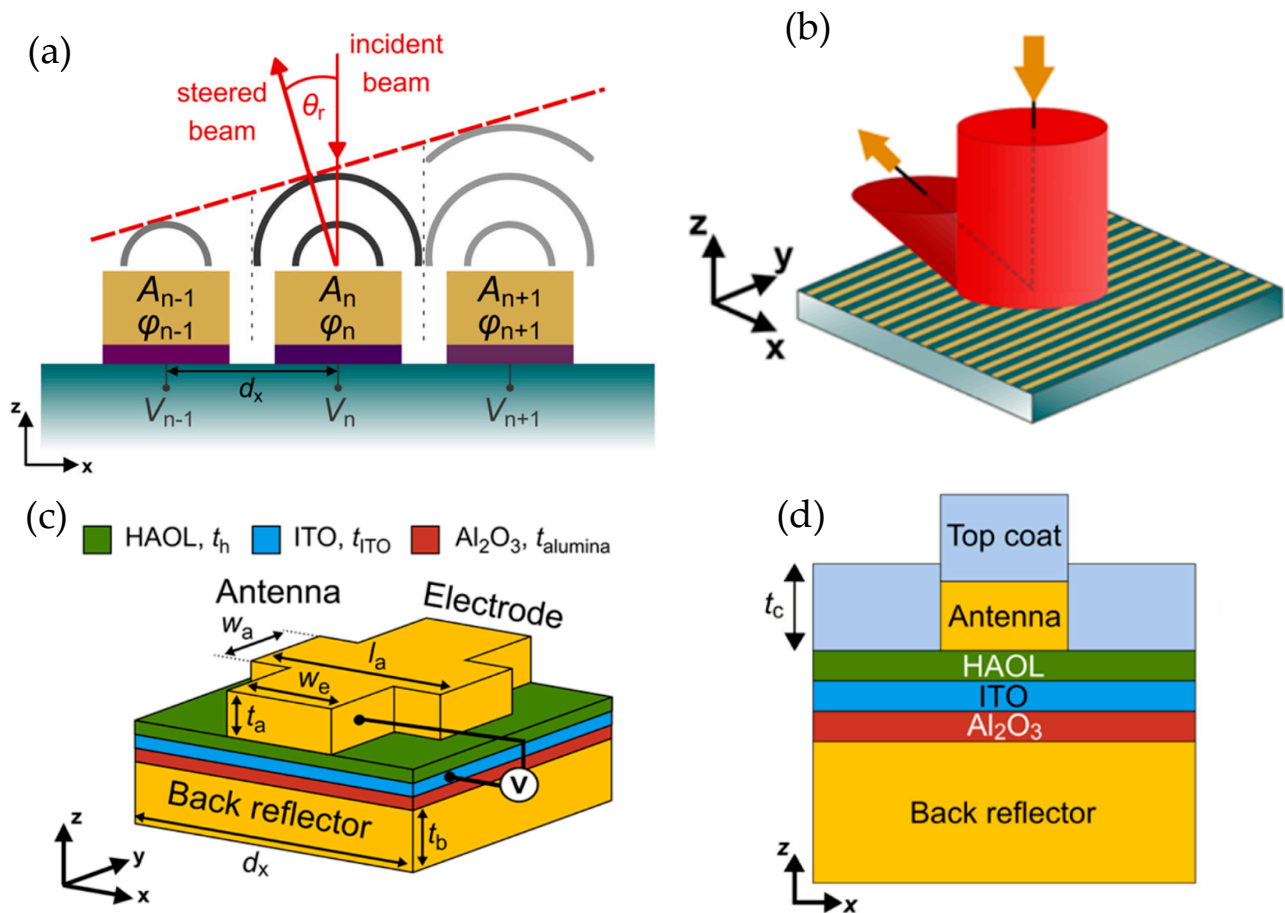 (a)
incident
beam
steered
beam
θr
An-1
φn-1
An
φn
An+1
φn+1
dx
Vn-1
Vn
Vn+1
z
x
(b)
z
y
x
(c)
HAOL, th
ITO, tITO
Al2O3, talumina
Antenna
Electrode
wa
la
we
ta
V
Back reflector
tb
dx
z
y
x
(d)
Top coat
tc
Antenna
HAOL
ITO
Al2O3
Back reflector
z
x